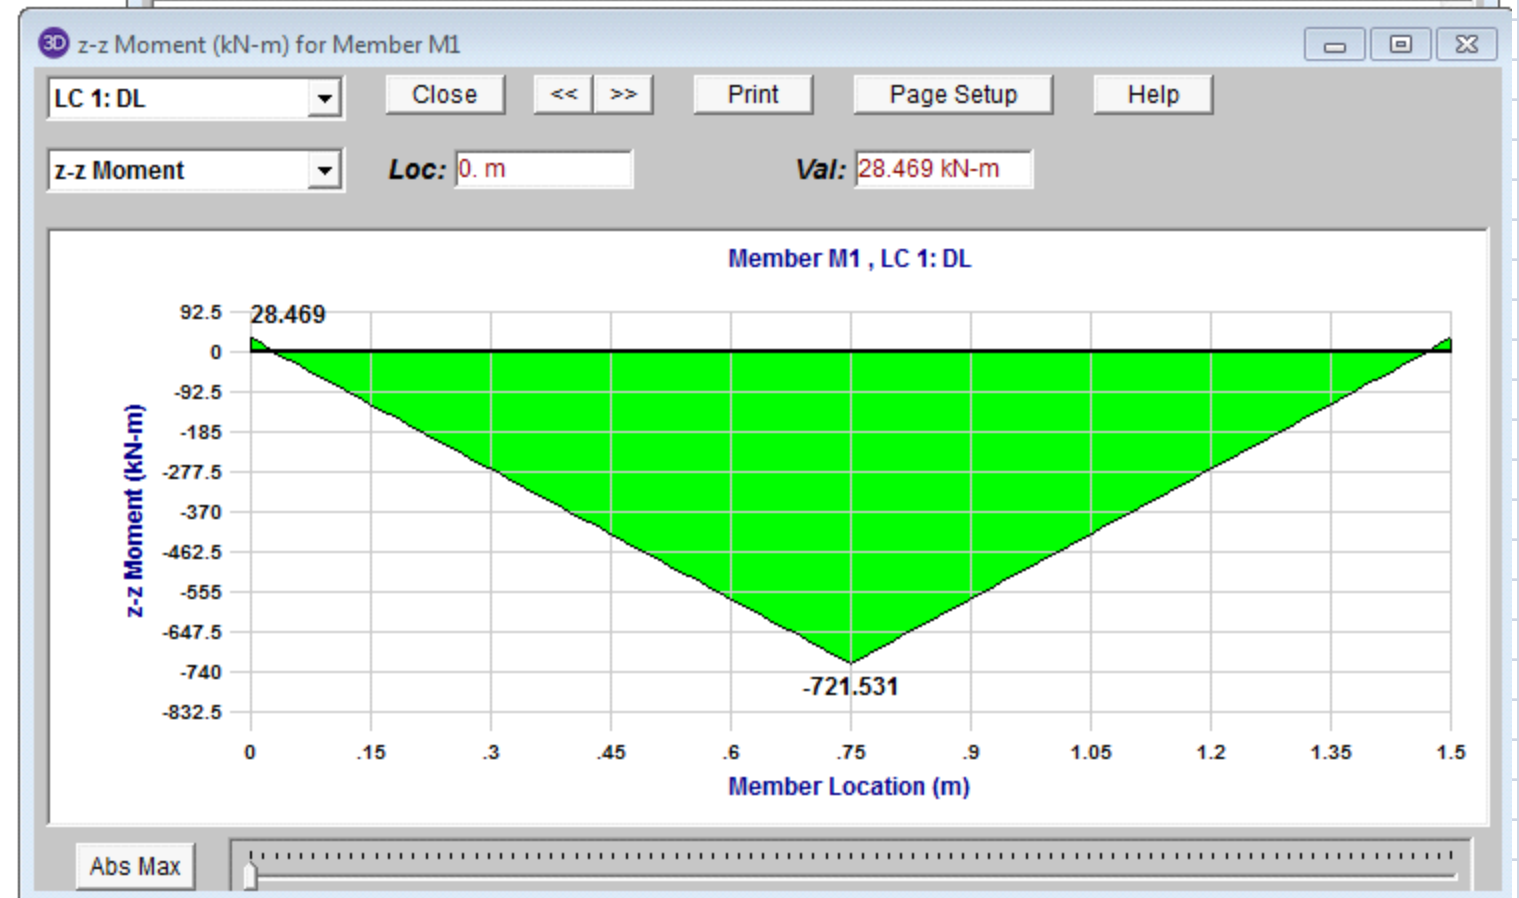 3D z-z Moment (kN-m) for Member M1
LC 1: DL Close << >> Print Page Setup Help
z-z Moment Loc: 0. m Val: 28.469 kN-m
Member M1 , LC 1: DL
28.469
92.5
0
-92.5
-185
-277.5
-370
-462.5
-555
-647.5
-740
-832.5
z-z Moment (kN-m)
-721.531
0 .15 .3 .45 .6 .75 .9 1.05 1.2 1.35 1.5
Member Location (m)
Abs Max